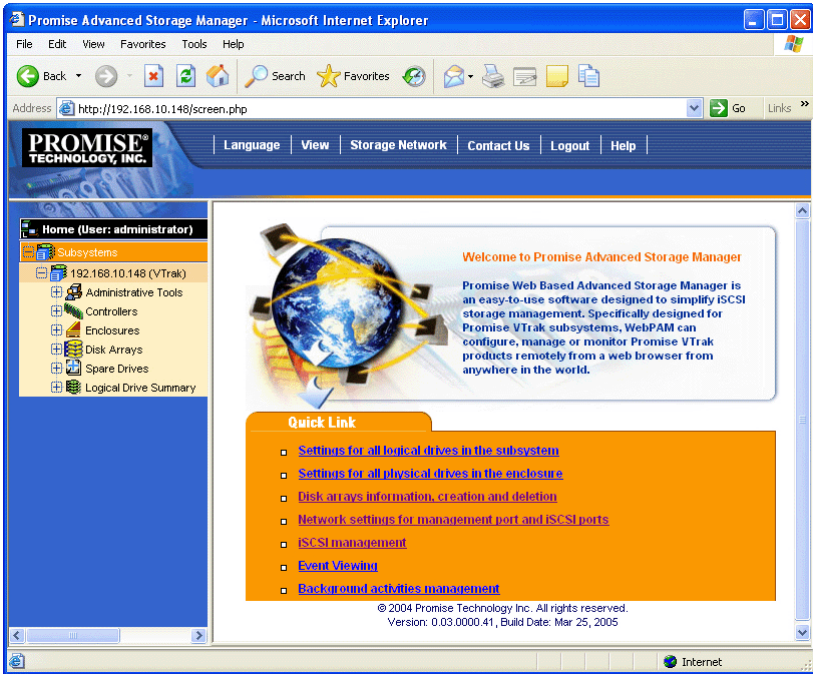 Promise Advanced Storage Manager - Microsoft Internet Explorer
File Edit View Favorites Tools Help
Back Search Favorites
Address http://192.168.10.148/screen.php Go Links »
PROMISE®
TECHNOLOGY, INC.
Language View Storage Network Contact Us Logout Help
Home (User: administrator)
Subsystems
192.168.10.148 (VTrak)
Administrative Tools
Controllers
Enclosures
Disk Arrays
Spare Drives
Logical Drive Summary
Welcome to Promise Advanced Storage Manager
Promise Web Based Advanced Storage Manager is
an easy-to-use software designed to simplify iSCSI
storage management. Specifically designed for
Promise VTrak subsystems, WebPAM can
configure, manage or monitor Promise VTrak
products remotely from a web browser from
anywhere in the world.
Quick Link
Settings for all logical drives in the subsystem
Settings for all physical drives in the enclosure
Disk arrays information, creation and deletion
Network settings for management port and iSCSI ports
iSCSI management
Event Viewing
Background activities management
© 2004 Promise Technology Inc. All rights reserved.
Version: 0.03.0000.41, Build Date: Mar 25, 2005
Internet